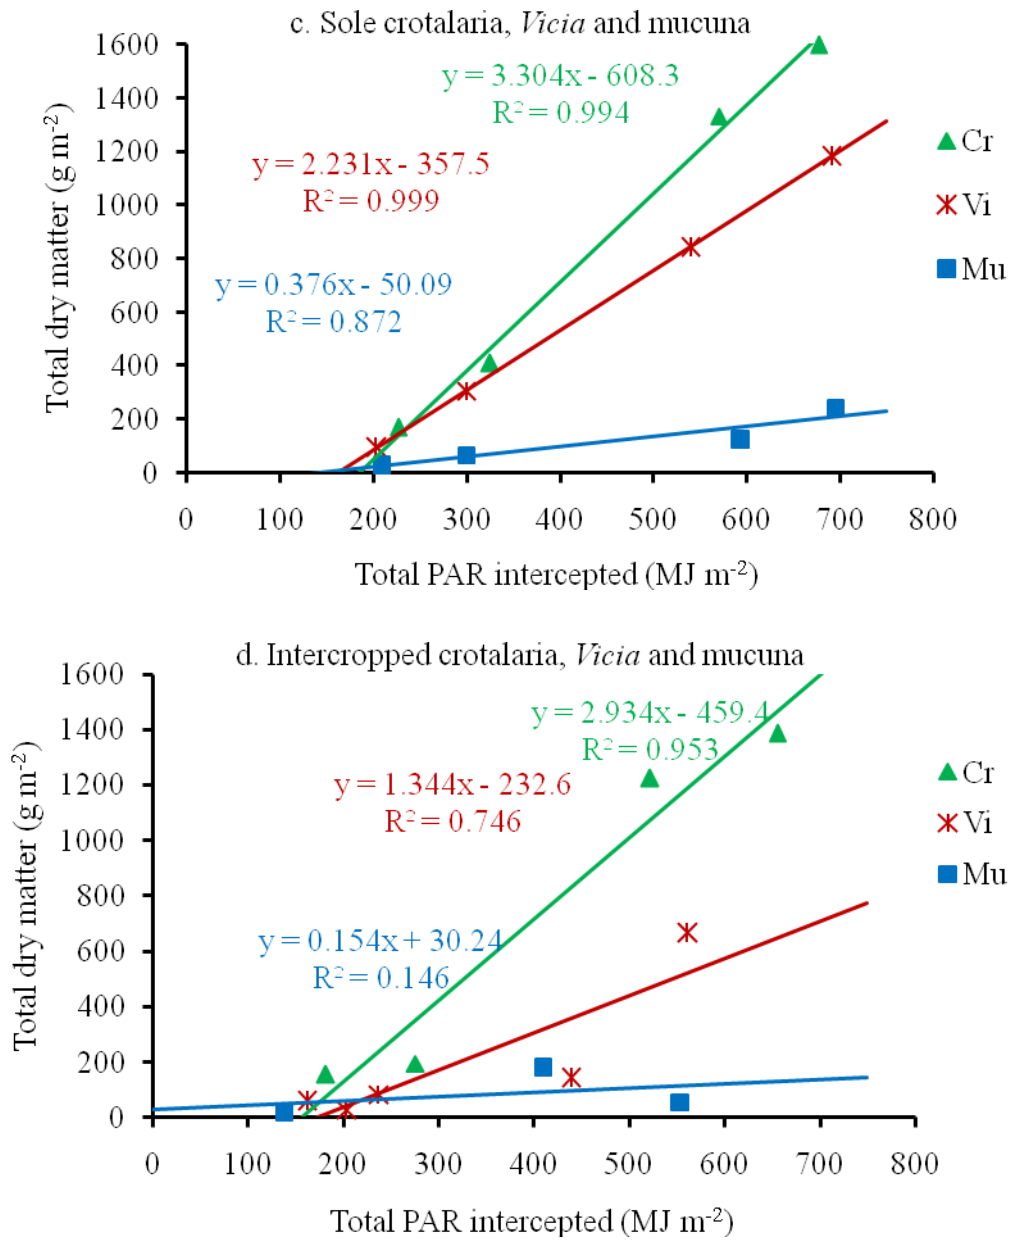 c. Sole crotalaria, Vicia and mucuna
1600
1400
1200
1000
800
600
400
200
0
Total dry matter (g m⁻²)
y = 3.304x - 608.3
R² = 0.994
y = 2.231x - 357.5
R² = 0.999
y = 0.376x - 50.09
R² = 0.872
Cr
Vi
Mu
0 100 200 300 400 500 600 700 800
Total PAR intercepted (MJ m⁻²)
d. Intercropped crotalaria, Vicia and mucuna
1600
1400
1200
1000
800
600
400
200
0
Total dry matter (g m⁻²)
y = 2.934x - 459.4
R² = 0.953
y = 1.344x - 232.6
R² = 0.746
y = 0.154x + 30.24
R² = 0.146
Cr
Vi
Mu
0 100 200 300 400 500 600 700 800
Total PAR intercepted (MJ m⁻²)